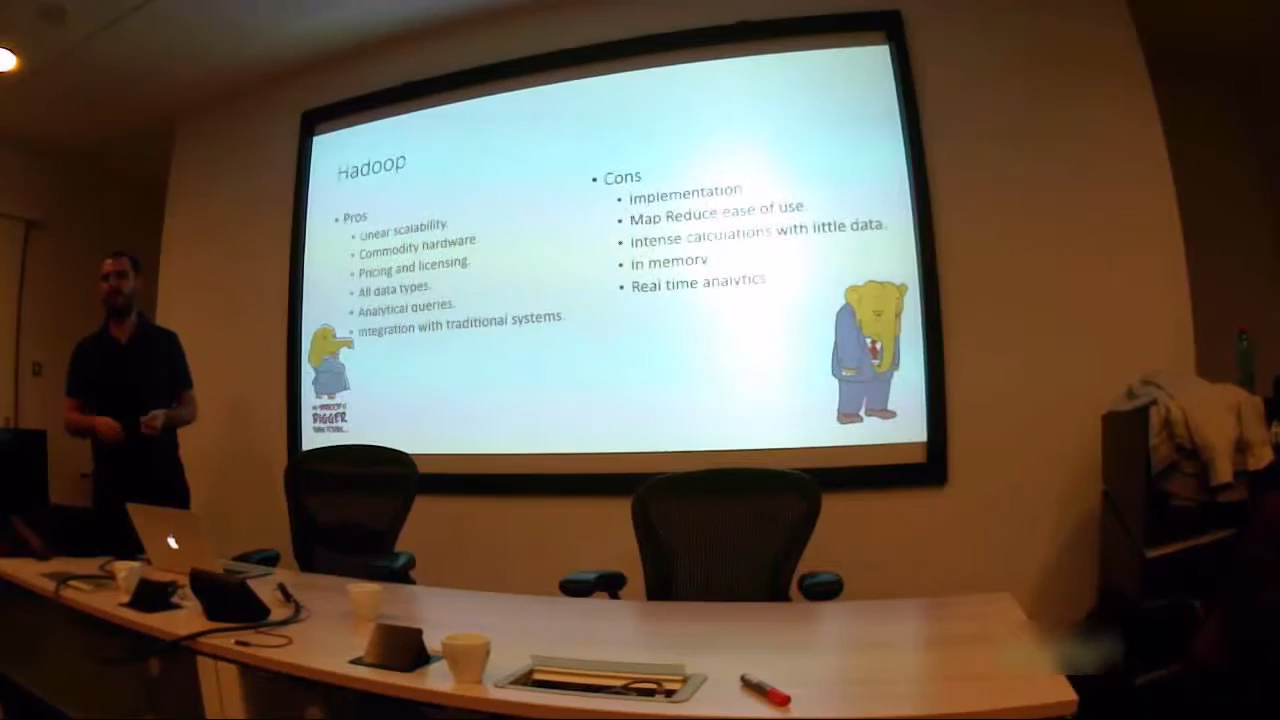 Hadoop
• Pros
• Linear scalability.
• Commodity hardware
• Pricing and licensing.
• All data types.
• Analytical queries.
• Integration with traditional systems.
• Cons
• Implementation
• Map Reduce ease of use
• Intense calculations with little data.
• In memory
• Real time analytics
BIGGER